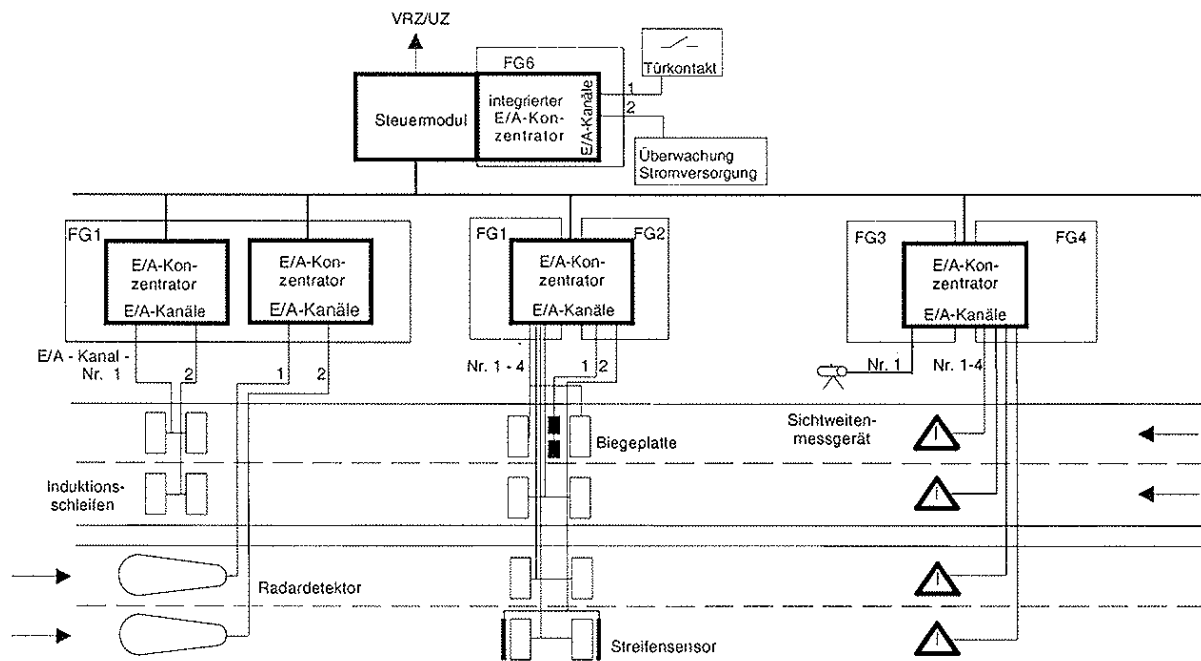 VRZ/UZ
FG6
Türkontakt
Steuermodul
integrierter
E/A-Kon-
zentrator
E/A-Kanäle
1
2
Überwachung
Stromversorgung
FG1
E/A-Kon-
zentrator
E/A-Kanäle
E/A-Kon-
zentrator
E/A-Kanäle
FG1
FG2
E/A-Kon-
zentrator
E/A-Kanäle
FG3
FG4
E/A-Kon-
zentrator
E/A-Kanäle
E/A - Kanal -
Nr. 1
2
1
2
Nr. 1 - 4
1
2
Nr. 1
Nr. 1-4
Biegeplatte
Sichtweiten-
messgerät
Induktions-
schleifen
Radardetektor
Streifensensor